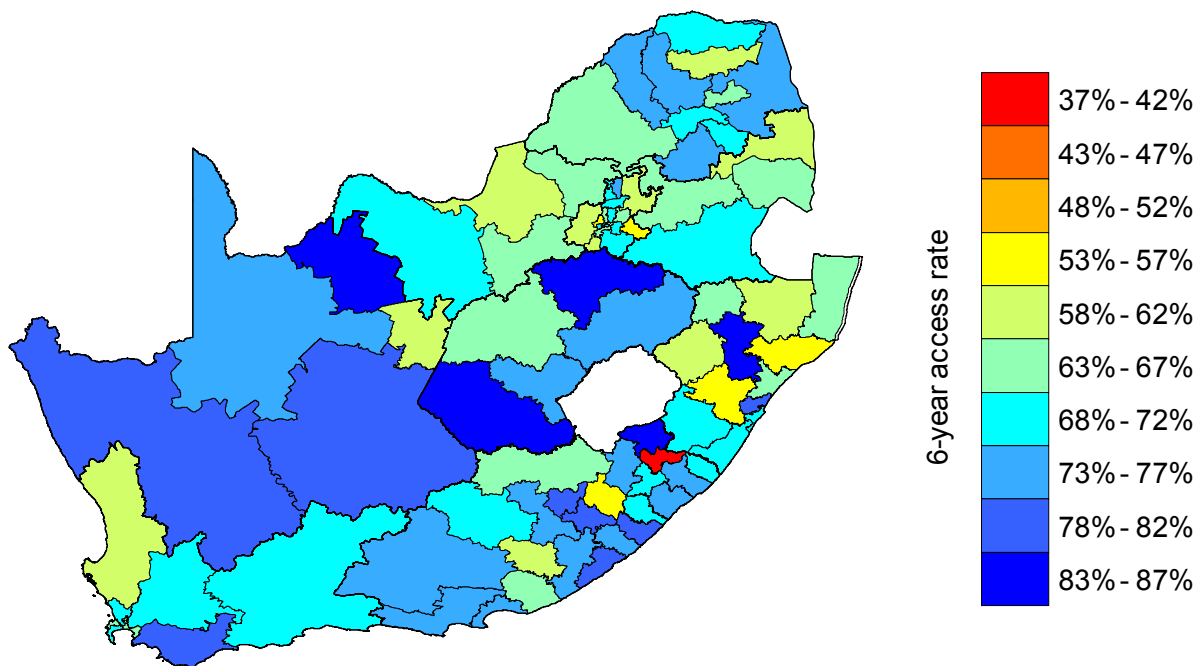 6-year access rate
37% - 42%
43% - 47%
48% - 52%
53% - 57%
58% - 62%
63% - 67%
68% - 72%
73% - 77%
78% - 82%
83% - 87%